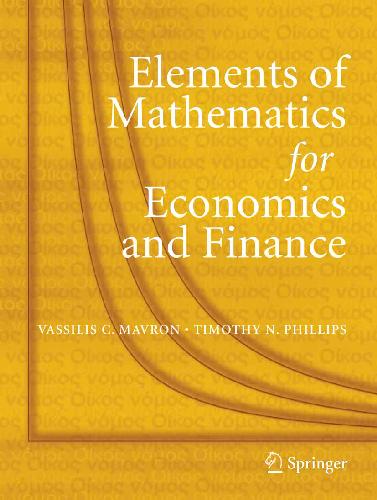 Elements of
Mathematics
for
Economics
and Finance
VASSILIS C. MAVRON · TIMOTHY N. PHILLIPS
Springer